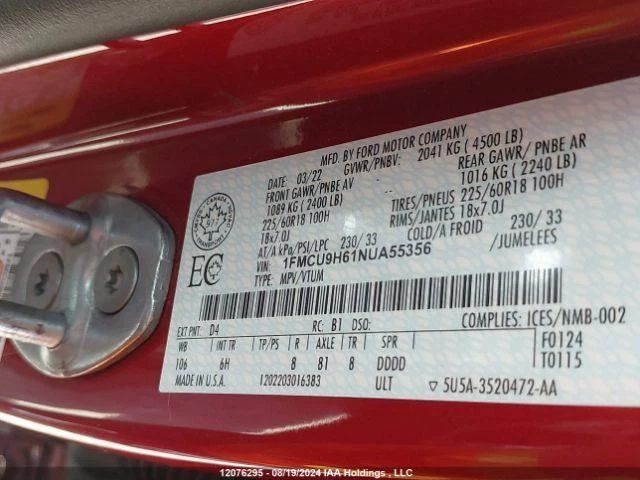 MFD. BY FORD MOTOR COMPANY
03/22 GVWR/PNBV: 2041 KG ( 4500 LB)
FRONT GAWR/PNBE AV REAR GAWR/ PNBE AR
1089 KG ( 2400 LB) 1016 KG ( 2240 LB)
225/60R18 100H TIRES/PNEUS 225/60R18 100H
18x7.0J RIMS/JANTES 18x7.0J
AT/A kPa/PSI/LPC 230/ 33 COLD/A FROID 230/ 33
VIN: 1FMCU9H61NUA55356 /JUMELEES
TYPE: MPV/VTUM
977
EC
EXT PNT: D4 RC: B1 DSO: COMPLIES: ICES/NMB-002
WB INT TR TP/PS R AXLE TR SPR F0124
106 6H 8 81 8 DDDD T0115
MADE IN U.S.A. 1202203016383 ULT 5U5A-3520472-AA
12076295 - 08/19/2024 IAA Holdings , LLC